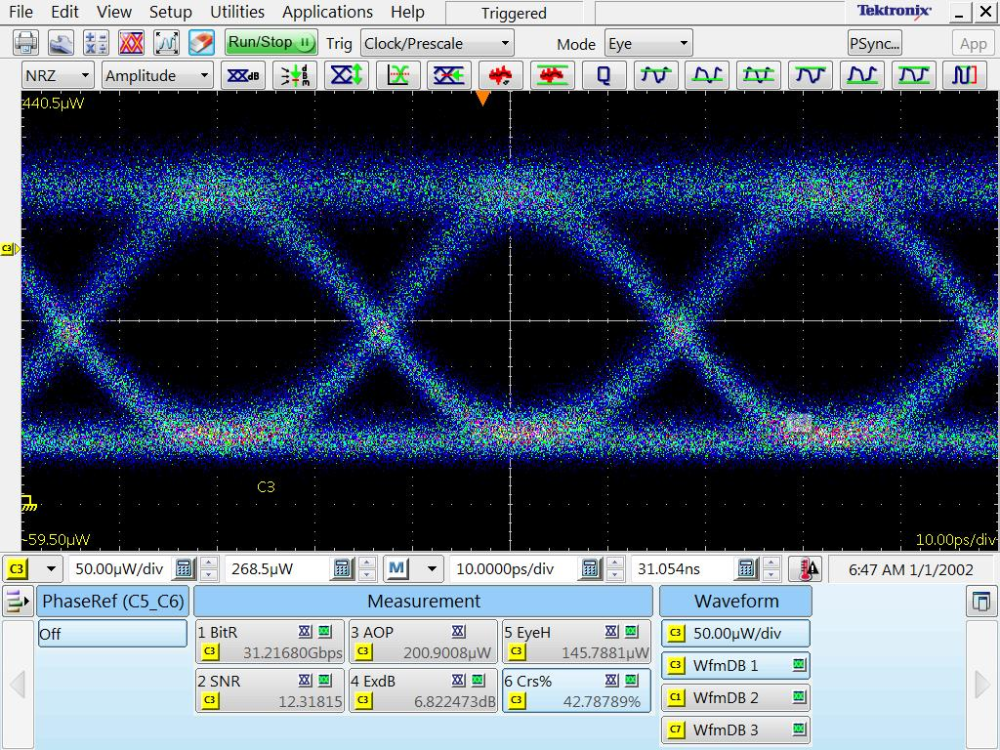 File Edit View Setup Utilities Applications Help Triggered Tektronix
Run/Stop Trig Clock/Prescale Mode Eye PSync... App
NRZ Amplitude dB dB M Q
440.5µW
C3
C3
-59.50µW 10.00ps/div
C3 50.00µW/div 268.5µW M 10.0000ps/div 31.054ns 6:47 AM 1/1/2002
PhaseRef (C5_C6) Measurement Waveform
Off
1 BitR 3 AOP 5 EyeH C3 50.00µW/div
C3 31.21680Gbps C3 200.9008µW C3 145.7881µW
C3 WfmDB 1
2 SNR 4 ExdB 6 Crs%
C3 12.31815 C3 6.822473dB C3 42.78789% C1 WfmDB 2
C7 WfmDB 3